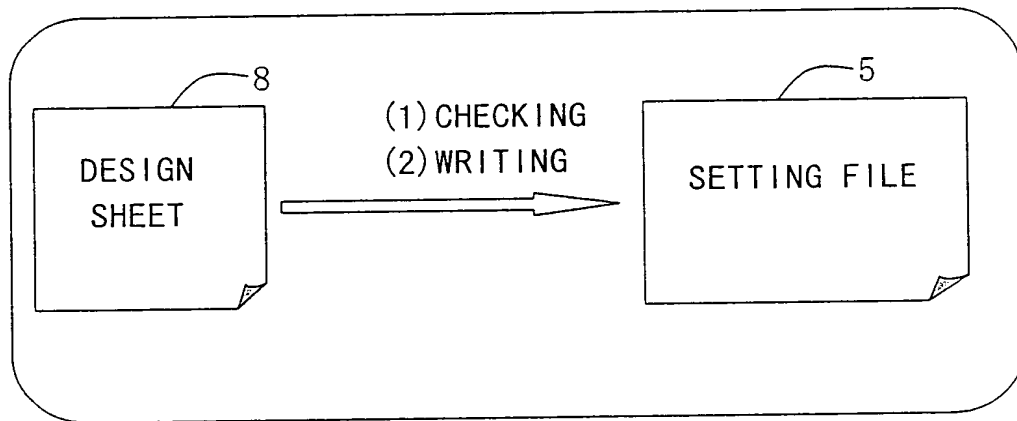 8
5
(1)CHECKING
(2)WRITING
DESIGN
SHEET
SETTING FILE